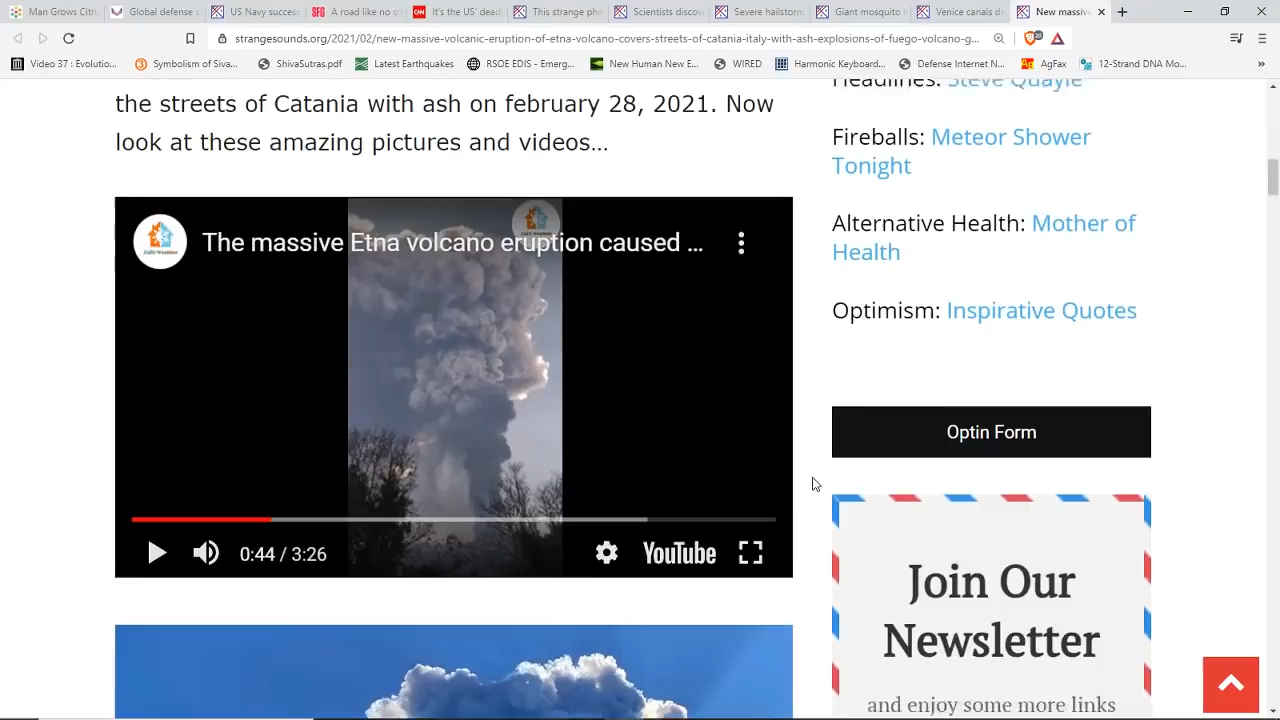 Man Grows Citru
Global defense s
US Navy success
A road like no o
It's the US' dead
This strange pho
Scientists discov
Severe hailstorm
Giant mosquito
Venice canals dr
New massive
strangesounds.org/2021/02/new-massive-volcanic-eruption-of-etna-volcano-covers-streets-of-catania-italy-with-ash-explosions-of-fuego-volcano-g...
Video 37 : Evolutio...
Symbolism of Siva...
ShivaSutras.pdf
Latest Earthquakes
RSOE EDIS - Emerg...
New Human New E...
WIRED
Harmonic Keyboard...
Defense Internet N...
AgFax
12-Strand DNA Mo...
the streets of Catania with ash on february 28, 2021. Now
look at these amazing pictures and videos...
The massive Etna volcano eruption caused ...
0:44 / 3:26
YouTube
Headlines: Steve Quayle
Fireballs: Meteor Shower
Tonight
Alternative Health: Mother of
Health
Optimism: Inspirative Quotes
Optin Form
Join Our
Newsletter
and enjoy some more links